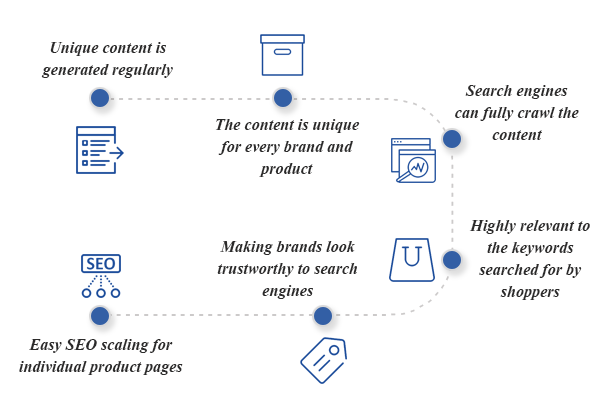 Unique content is
generated regularly
The content is unique
for every brand and
product
Search engines
can fully crawl the
content
Highly relevant to
the keywords
searched for by
shoppers
Making brands look
trustworthy to search
engines
SEO
Easy SEO scaling for
individual product pages